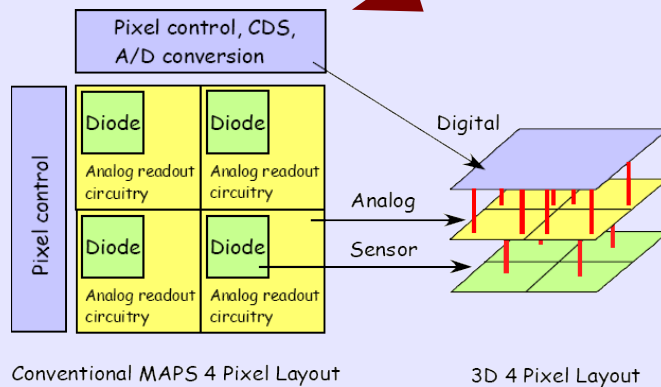 Pixel control, CDS,
A/D conversion
Pixel control
Diode
Analog readout
circuitry
Diode
Analog readout
circuitry
Diode
Analog readout
circuitry
Diode
Analog readout
circuitry
Digital
Analog
Sensor
Conventional MAPS 4 Pixel Layout
3D 4 Pixel Layout